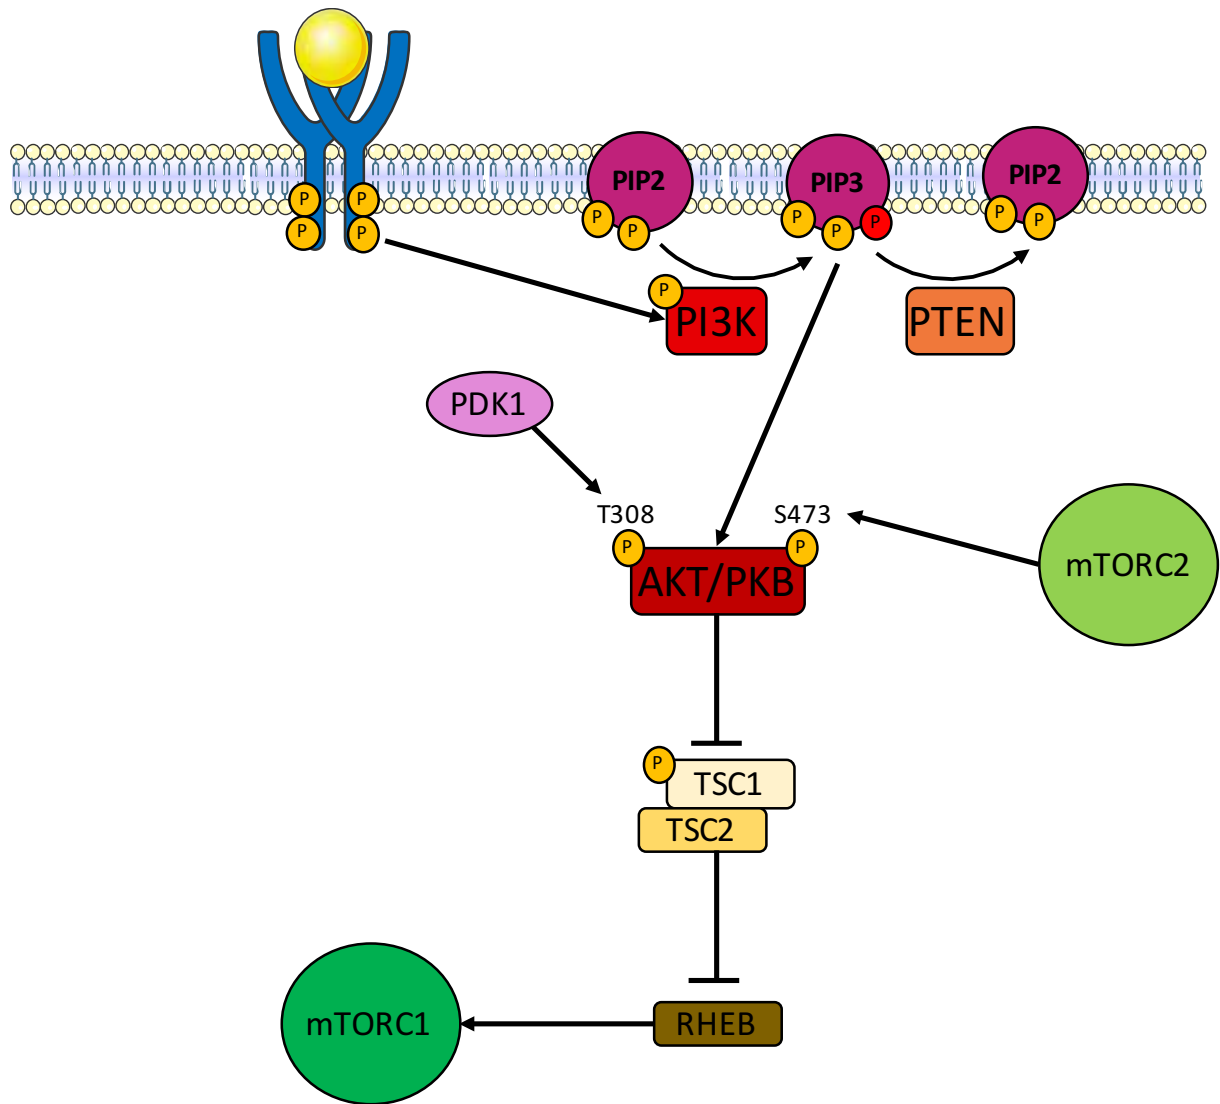 PIP2
PIP3
PIP2
P
P
P
P
P
P
P
P
P
P
P
P
PI3K
PTEN
PDK1
T308
S473
P
P
AKT/PKB
mTORC2
P
TSC1
TSC2
mTORC1
RHEB